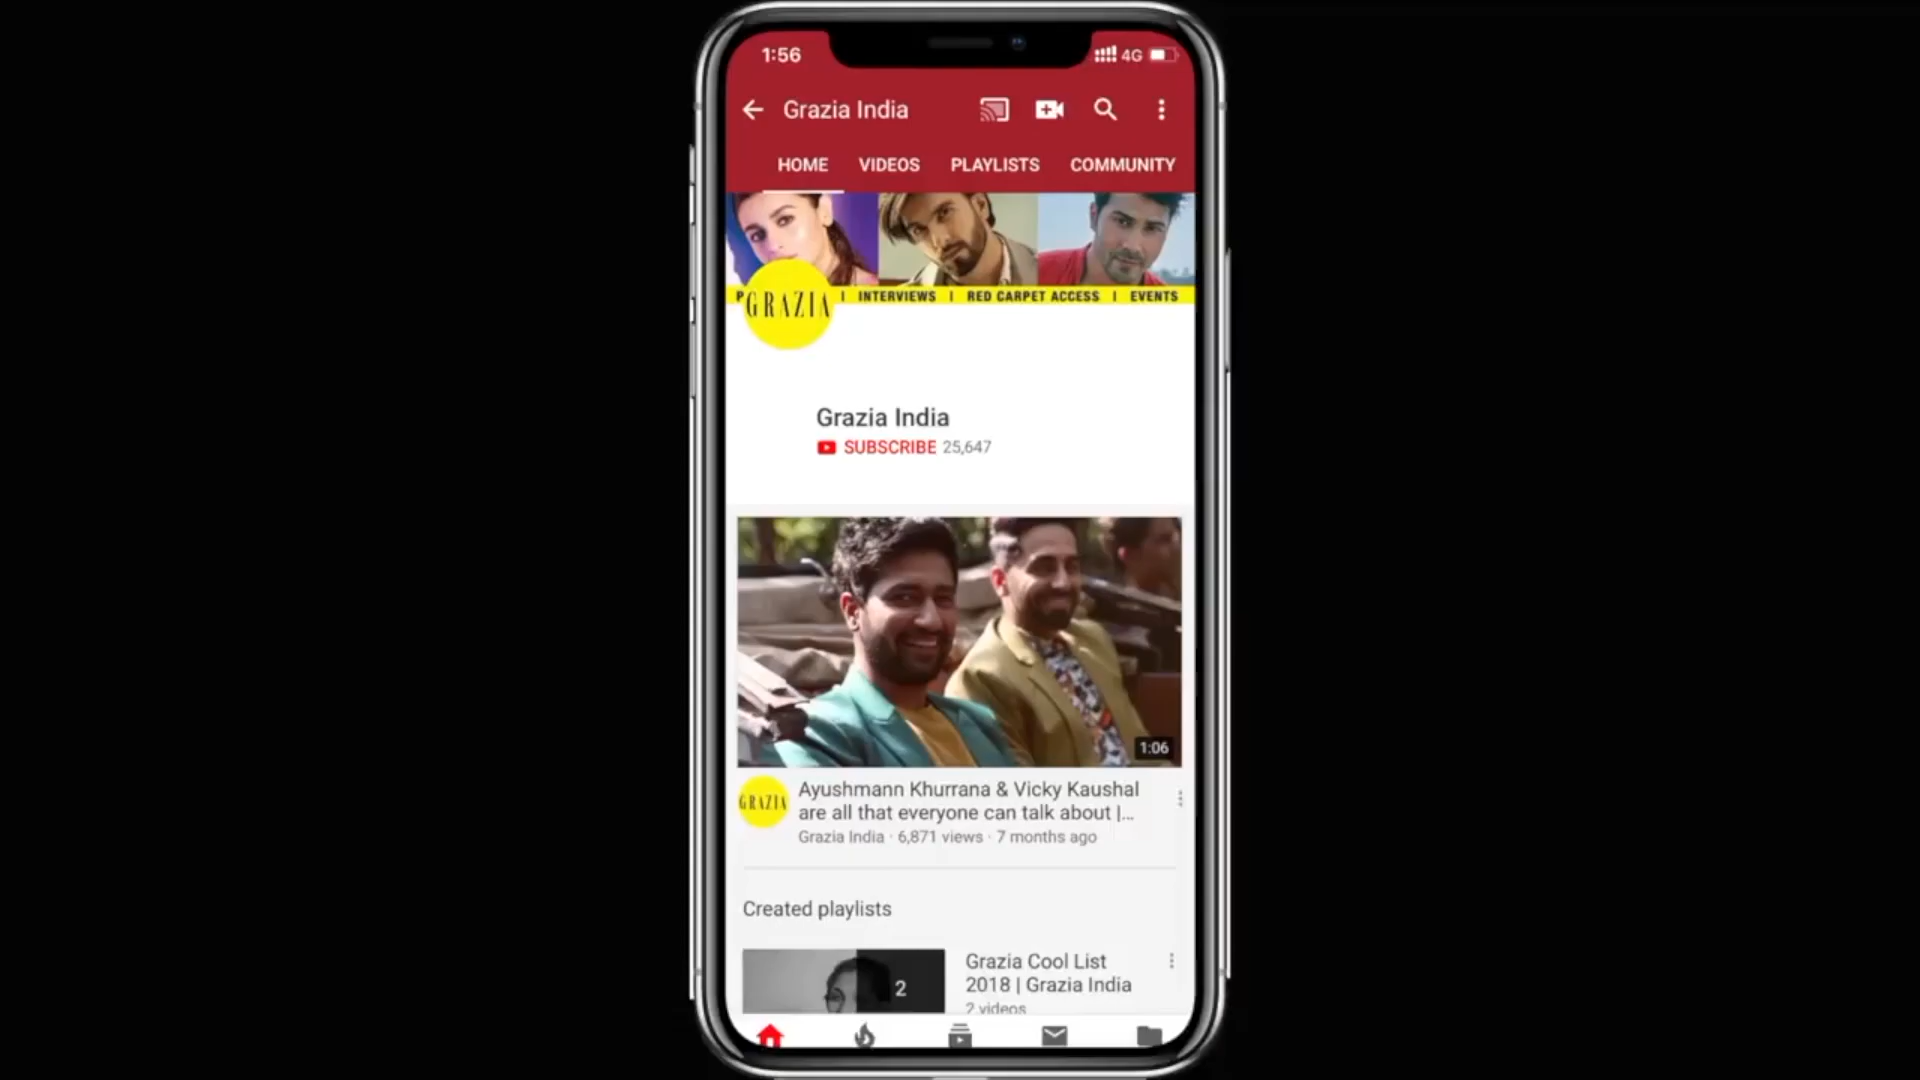 1:56
4G
Grazia India
HOME VIDEOS PLAYLISTS COMMUNITY
P
GRAZIA
| INTERVIEWS | RED CARPET ACCESS | EVENTS
Grazia India
SUBSCRIBE 25,647
1:06
GRAZIA
Ayushmann Khurrana & Vicky Kaushal
are all that everyone can talk about |...
Grazia India · 6,871 views · 7 months ago
Created playlists
2
Grazia Cool List
2018 | Grazia India
2 videos